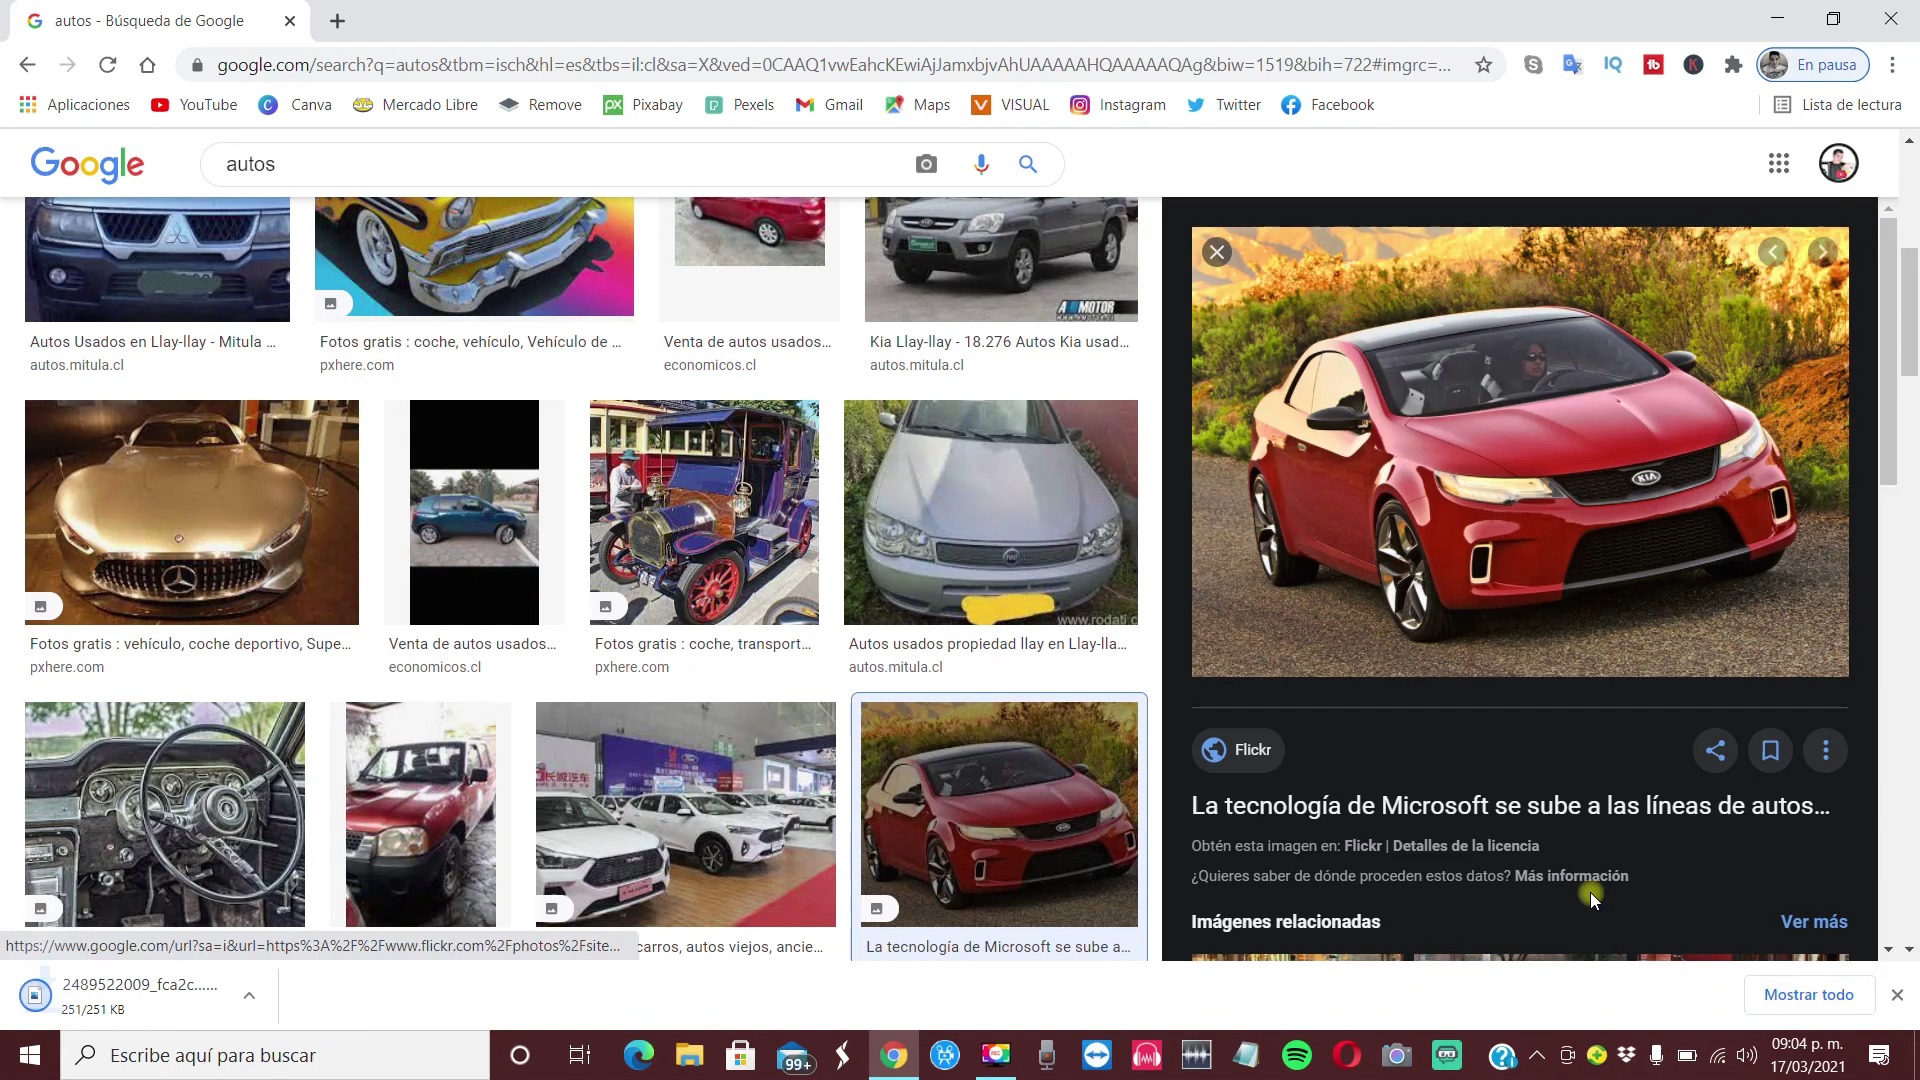 autos - Búsqueda de Google
google.com/search?q=autos&tbm=isch&hl=es&tbs=il:cl&sa=X&ved=0CAAQ1vwEahcKEwiAjJamxbjvAhUAAAAAHQAAAAAQAg&biw=1519&bih=722#imgrc=...
En pausa
Aplicaciones YouTube Canva Mercado Libre Remove Pixabay Pexels Gmail Maps VISUAL Instagram Twitter Facebook Lista de lectura
Google autos
A MOTOR
Autos Usados en Llay-llay - Mitula ...
autos.mitula.cl
Fotos gratis : coche, vehículo, Vehículo de ...
pxhere.com
Venta de autos usados...
economicos.cl
Kia Llay-llay - 18.276 Autos Kia usad...
autos.mitula.cl
KIA
www.rodati.c
Fotos gratis : vehículo, coche deportivo, Supe...
pxhere.com
Venta de autos usados...
economicos.cl
Fotos gratis : coche, transport...
pxhere.com
Autos usados propiedad llay en Llay-lla...
autos.mitula.cl
Flickr
La tecnología de Microsoft se sube a las líneas de autos...
Obtén esta imagen en: Flickr | Detalles de la licencia
¿Quieres saber de dónde proceden estos datos? Más información
Imágenes relacionadas Ver más
carros, autos viejos, ancie...
La tecnología de Microsoft se sube a...
https://www.google.com/url?sa=i&url=https%3A%2F%2Fwww.flickr.com%2Fphotos%2Fsite...
2489522009_fca2c......
251/251 KB
Mostrar todo
Escribe aquí para buscar
99+
09:04 p. m.
17/03/2021